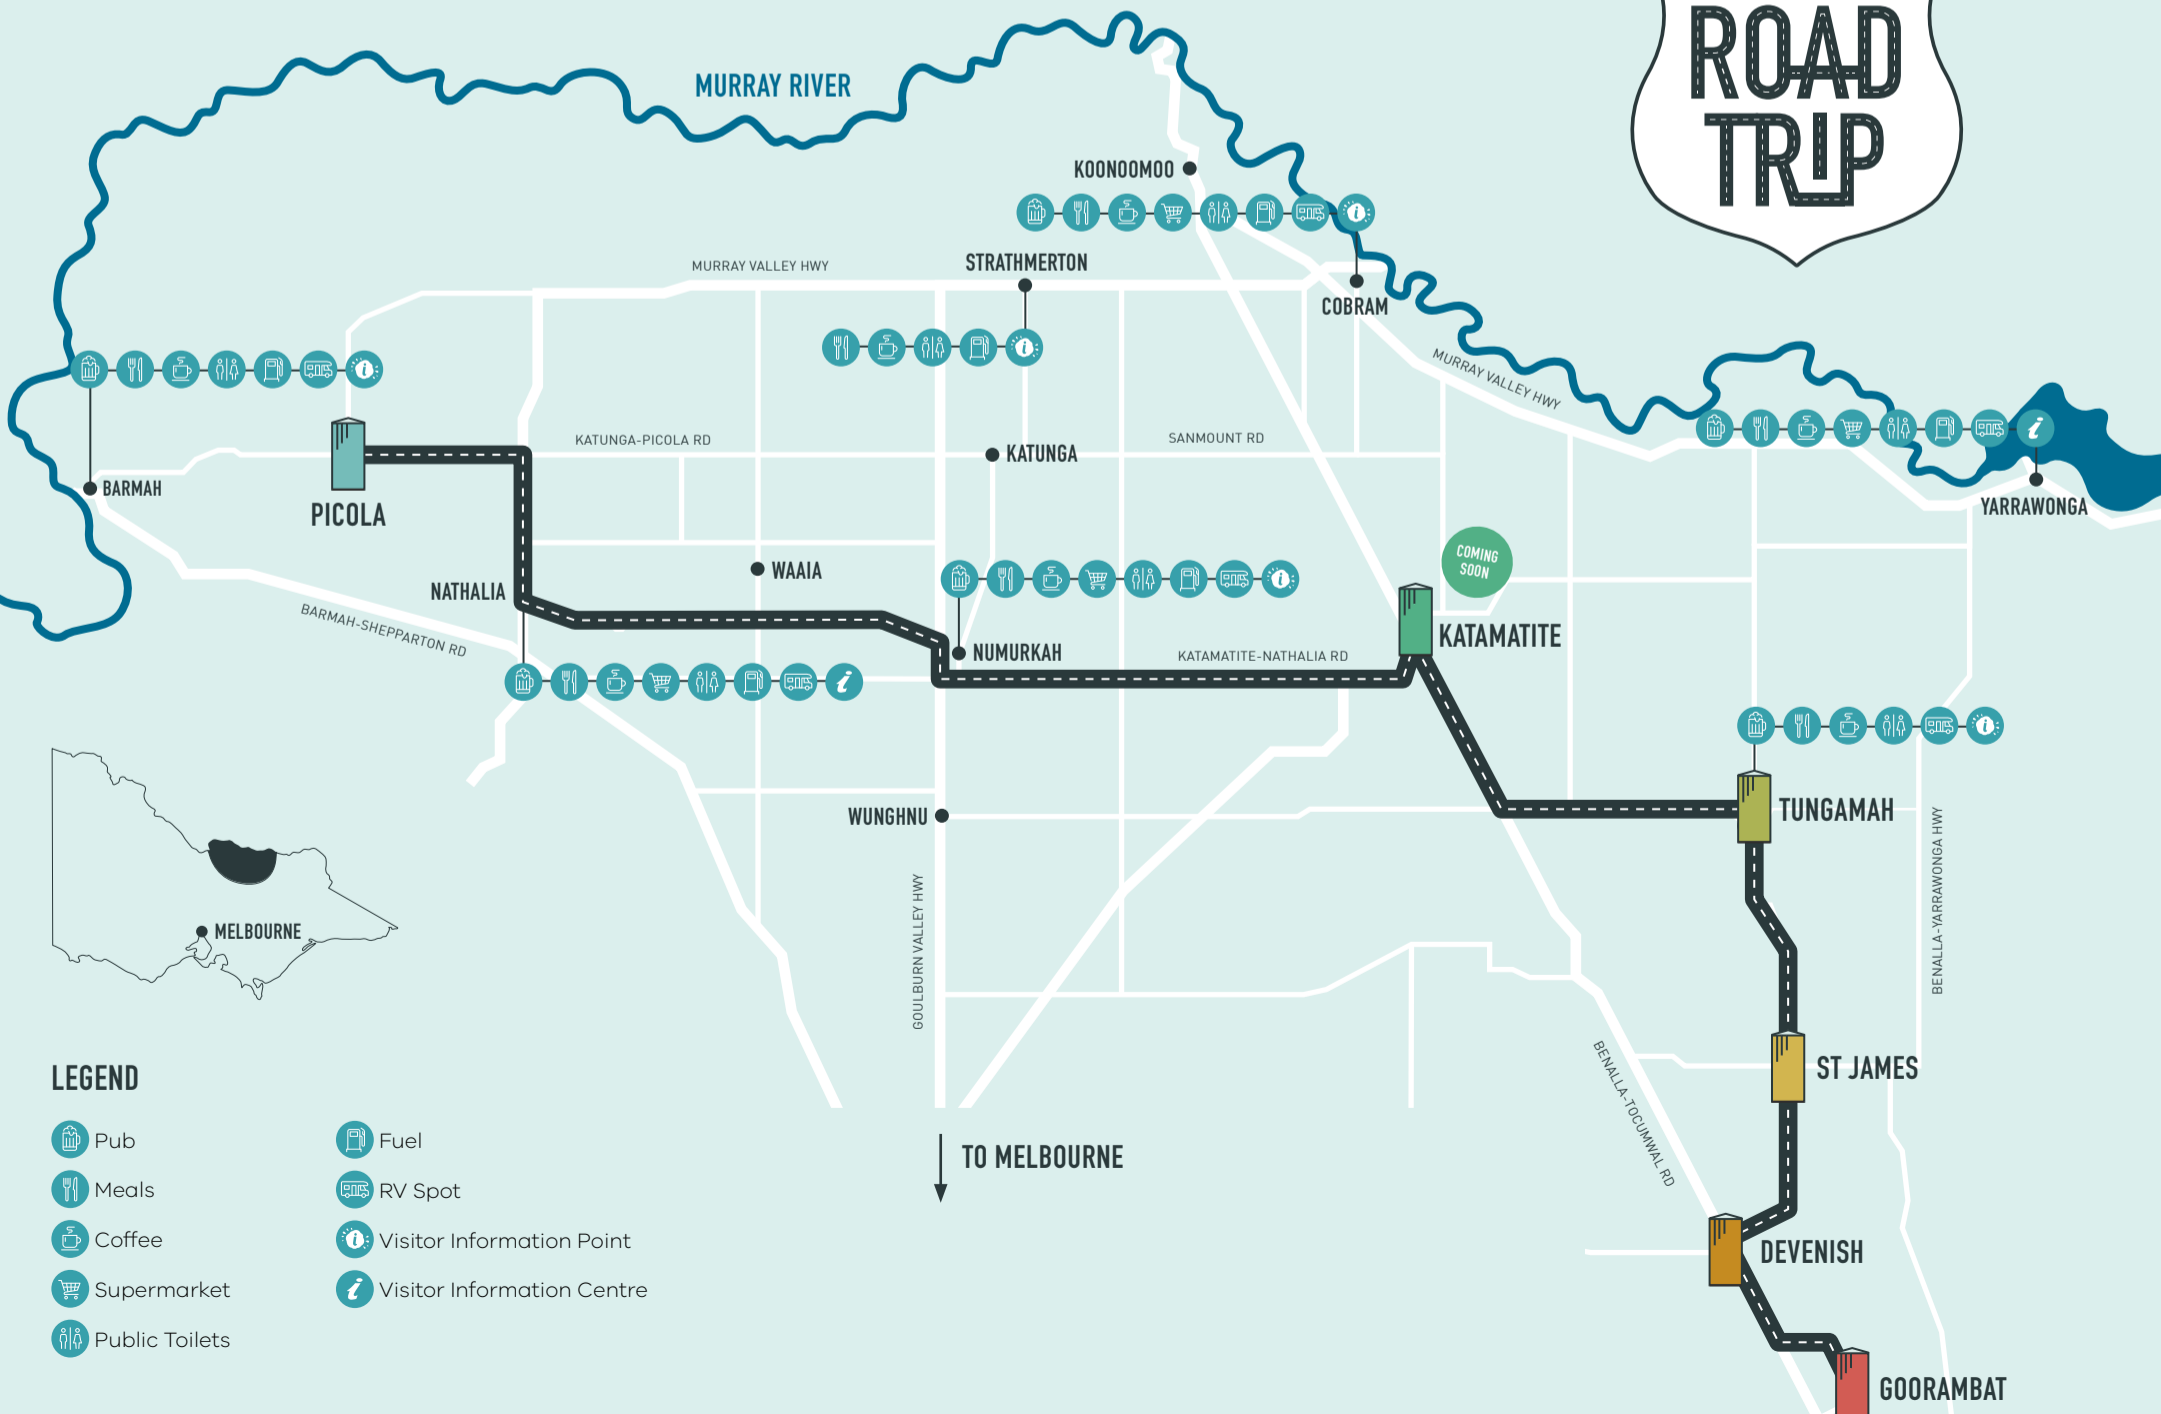 ROAD
TRIP
MURRAY RIVER
KOONOOMOO
MURRAY VALLEY HWY
STRATHMERTON
COBRAM
MURRAY VALLEY HWY
KATUNGA-PICOLA RD
SANMOUNT RD
KATUNGA
BARMAH
PICOLA
YARRAWONGA
COMING
SOON
WAAIA
NATHALIA
BARMAH-SHEPPARTON RD
KATAMATITE
NUMURKAH
KATAMATITE-NATHALIA RD
WUNGHNU
TUNGAMAH
GOULBURN VALLEY HWY
BENALLA-YARRAWONGA HWY
MELBOURNE
ST JAMES
BENALLA-TOCUMWAL RD
TO MELBOURNE
DEVENISH
GOORAMBAT
LEGEND
Pub
Meals
Coffee
Supermarket
Public Toilets
Fuel
RV Spot
Visitor Information Point
Visitor Information Centre